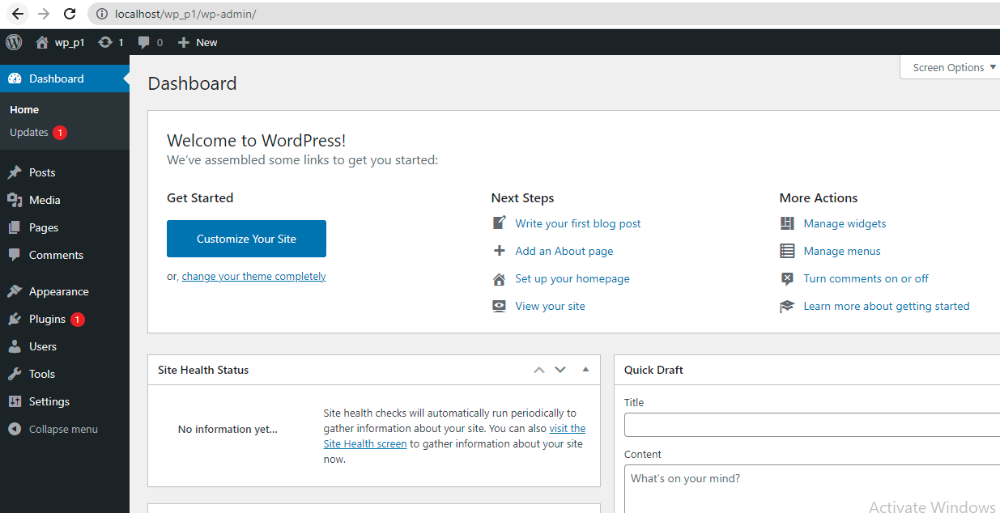 localhost/wp_p1/wp-admin/
wp_p1 1 0 New
Dashboard
Home
Updates 1
Posts
Media
Pages
Comments
Appearance
Plugins 1
Users
Tools
Settings
Collapse menu
Screen Options
Dashboard
Welcome to WordPress!
We’ve assembled some links to get you started:
Get Started
Customize Your Site
or, change your theme completely
Next Steps
Write your first blog post
Add an About page
Set up your homepage
View your site
More Actions
Manage widgets
Manage menus
Turn comments on or off
Learn more about getting started
Site Health Status
No information yet...
Site health checks will automatically run periodically to
gather information about your site. You can also visit the
Site Health screen to gather information about your site
now.
Quick Draft
Title
Content
What’s on your mind?
Activate Windows